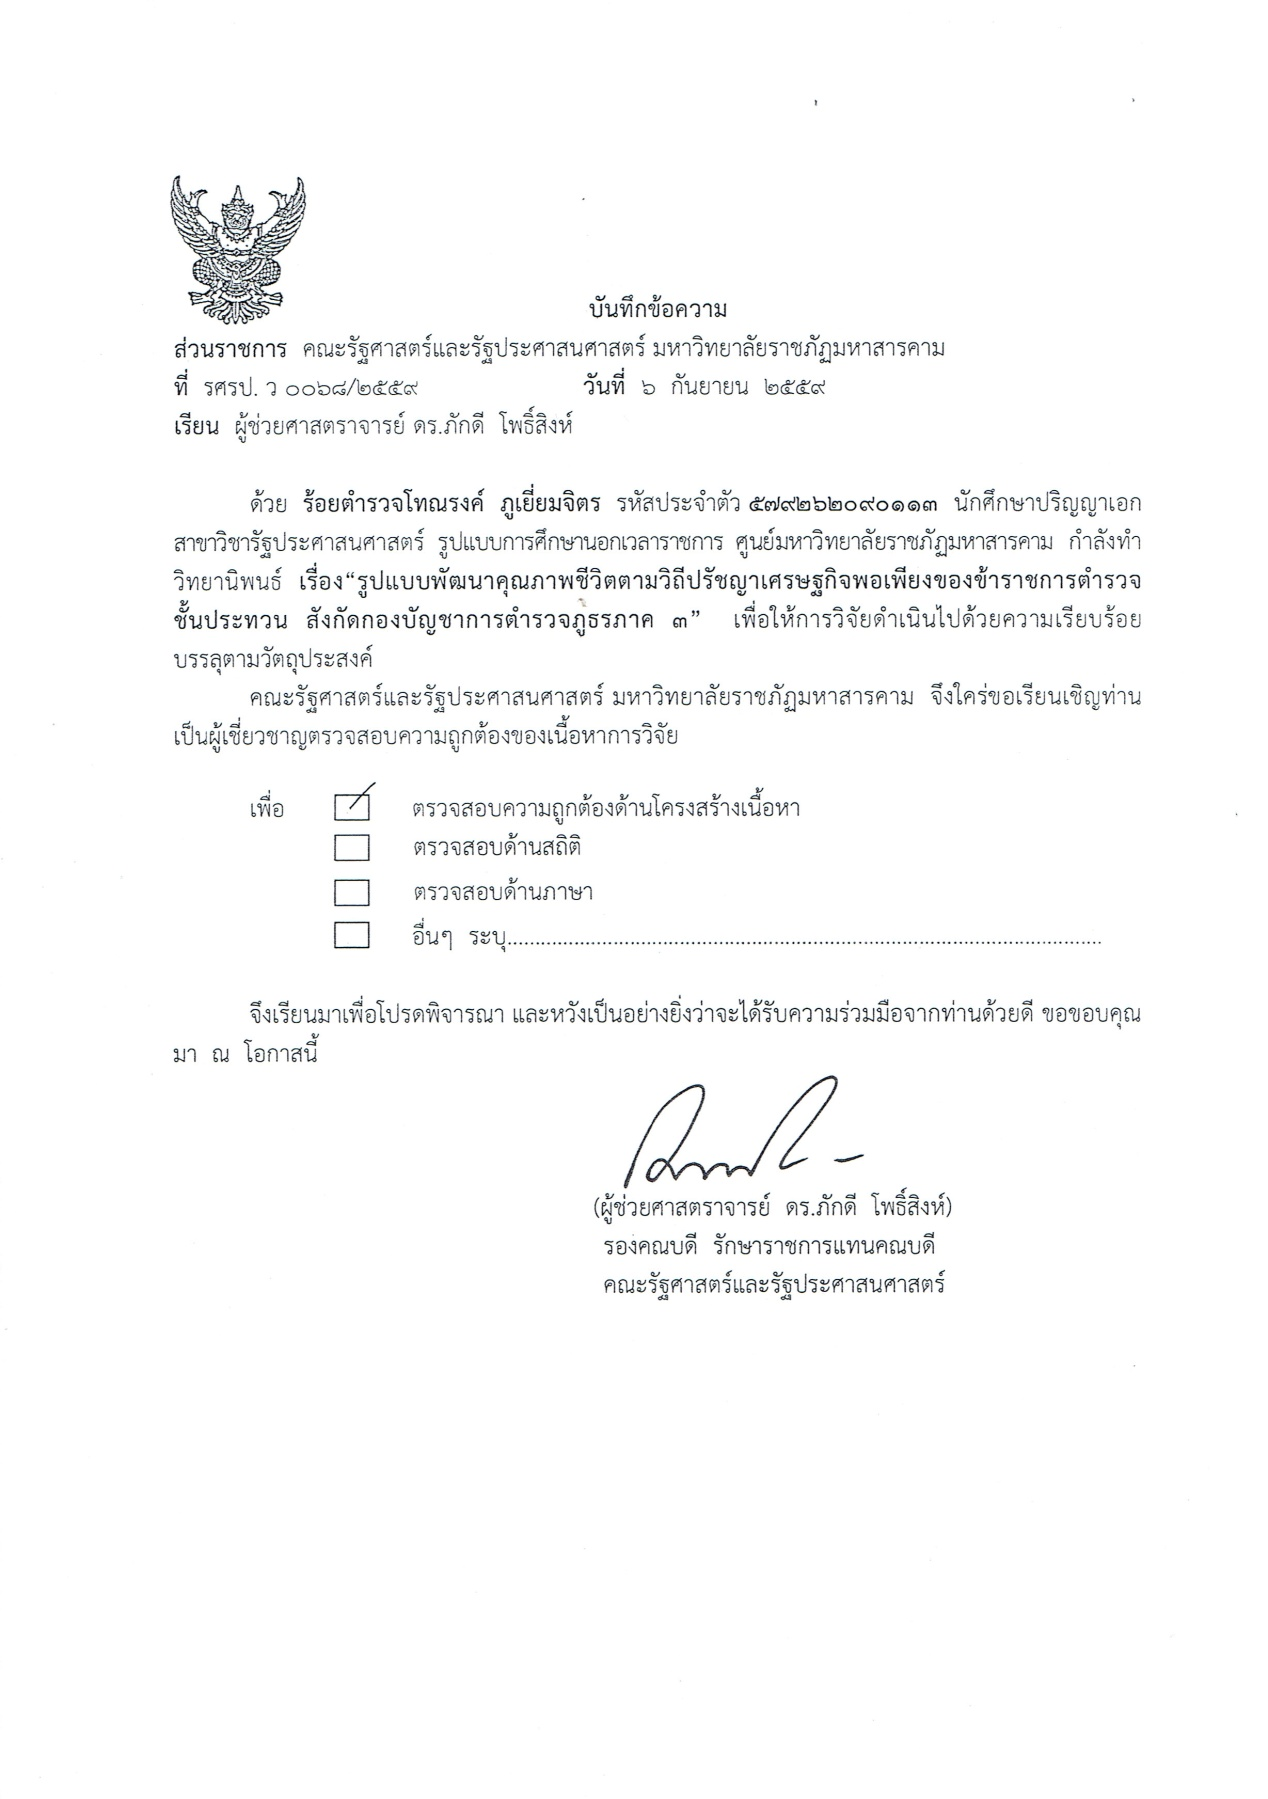 บันทึกข้อความ
ส่วนราชการ คณะรัฐศาสตร์และรัฐประศาสนศาสตร์ มหาวิทยาลัยราชภัฏมหาสารคาม
ที่ รศรป. ว ๐๐๖๘/๒๕๕๙ วันที่ ๖ กันยายน ๒๕๕๙
เรียน ผู้ช่วยศาสตราจารย์ ดร.ภักดี โพธิ์สิงห์
ด้วย ร้อยตำรวจโทณรงค์ ภูเยี่ยมจิตร รหัสประจำตัว ๕๗๙๒๖๒๐๙๐๑๑๓ นักศึกษาปริญญาเอก
สาขาวิชารัฐประศาสนศาสตร์ รูปแบบการศึกษานอกเวลาราชการ ศูนย์มหาวิทยาลัยราชภัฏมหาสารคาม กำลังทำ
วิทยานิพนธ์ เรื่อง“รูปแบบพัฒนาคุณภาพชีวิตตามวิถีปรัชญาเศรษฐกิจพอเพียงของข้าราชการตำรวจ
ชั้นประทวน สังกัดกองบัญชาการตำรวจภูธรภาค ๓” เพื่อให้การวิจัยดำเนินไปด้วยความเรียบร้อย
บรรลุตามวัตถุประสงค์
คณะรัฐศาสตร์และรัฐประศาสนศาสตร์ มหาวิทยาลัยราชภัฏมหาสารคาม จึงใคร่ขอเรียนเชิญท่าน
เป็นผู้เชี่ยวชาญตรวจสอบความถูกต้องของเนื้อหาการวิจัย
เพื่อ ตรวจสอบความถูกต้องด้านโครงสร้างเนื้อหา
ตรวจสอบด้านสถิติ
ตรวจสอบด้านภาษา
อื่นๆ ระบุ..........................................................................................................
จึงเรียนมาเพื่อโปรดพิจารณา และหวังเป็นอย่างยิ่งว่าจะได้รับความร่วมมือจากท่านด้วยดี ขอขอบคุณ
มา ณ โอกาสนี้
(ผู้ช่วยศาสตราจารย์ ดร.ภักดี โพธิ์สิงห์)
รองคณบดี รักษาราชการแทนคณบดี
คณะรัฐศาสตร์และรัฐประศาสนศาสตร์